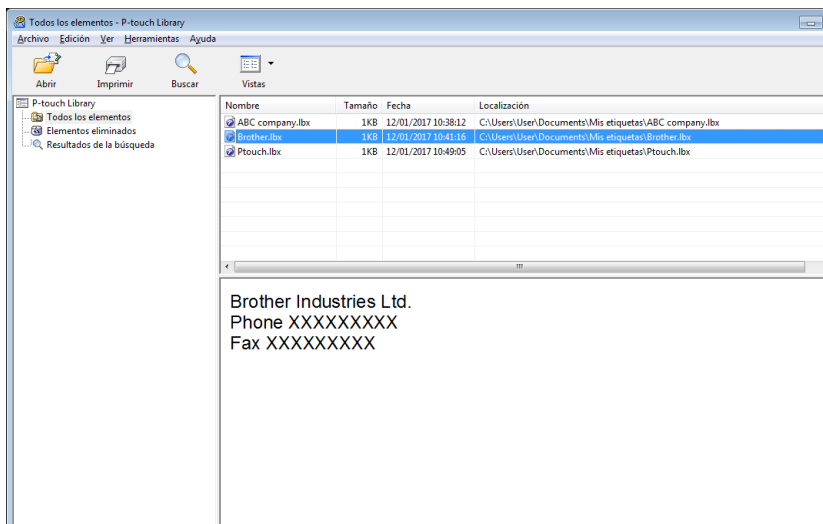 Todos los elementos - P-touch Library
Archivo Edición Ver Herramientas Ayuda
Abrir Imprimir Buscar Vistas
P-touch Library
Todos los elementos
Elementos eliminados
Resultados de la búsqueda
Nombre Tamaño Fecha Localización
ABC company.lbx 1KB 12/01/2017 10:38:12 C:\Users\User\Documents\Mis etiquetas\ABC company.lbx
Brother.lbx 1KB 12/01/2017 10:41:16 C:\Users\User\Documents\Mis etiquetas\Brother.lbx
Ptouch.lbx 1KB 12/01/2017 10:49:05 C:\Users\User\Documents\Mis etiquetas\Ptouch.lbx
Brother Industries Ltd.
Phone XXXXXXXXX
Fax XXXXXXXXX